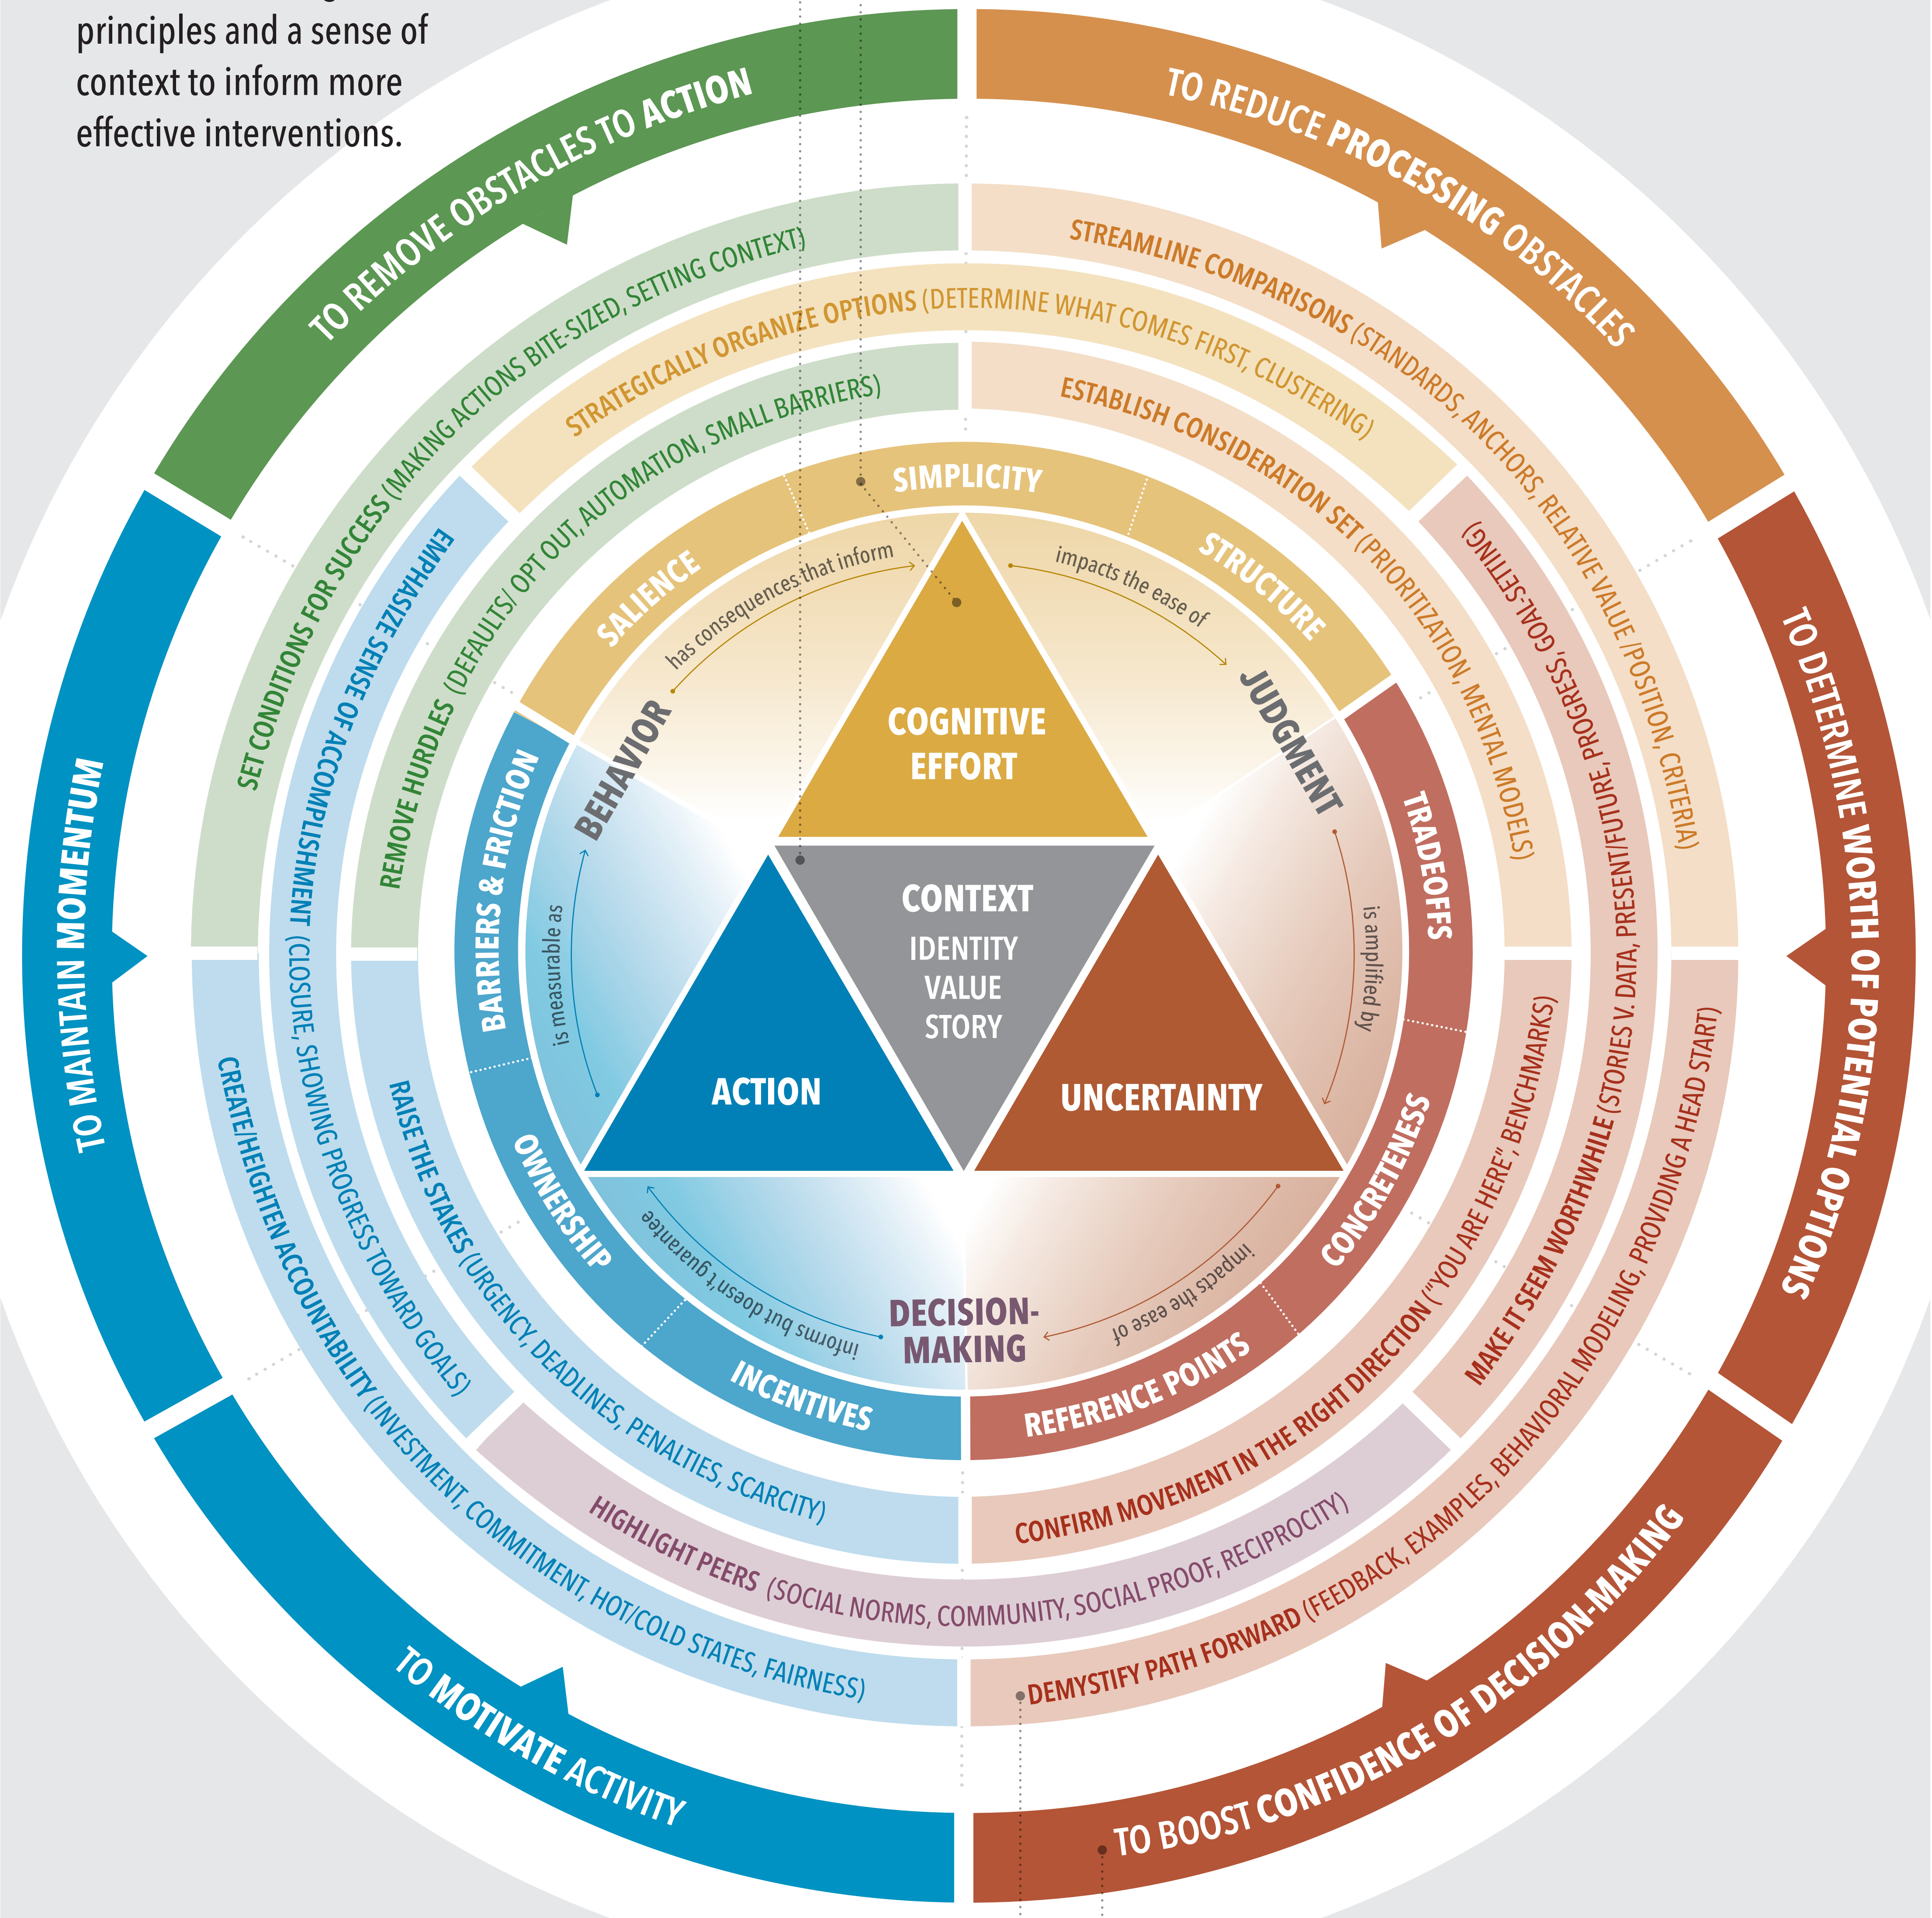 principles and a sense of
context to inform more
effective interventions.
TO REMOVE OBSTACLES TO ACTION
TO REDUCE PROCESSING OBSTACLES
TO DETERMINE WORTH OF POTENTIAL OPTIONS
TO BOOST CONFIDENCE OF DECISION-MAKING
TO MOTIVATE ACTIVITY
TO MAINTAIN MOMENTUM
SET CONDITIONS FOR SUCCESS (MAKING ACTIONS BITE-SIZED, SETTING CONTEXT)
STREAMLINE COMPARISONS (STANDARDS, ANCHORS, RELATIVE VALUE /POSITION, CRITERIA)
DEMYSTIFY PATH FORWARD (FEEDBACK, EXAMPLES, BEHAVIORAL MODELING, PROVIDING A HEAD START)
CREATE/HEIGHTEN ACCOUNTABILITY (INVESTMENT, COMMITMENT, HOT/COLD STATES, FAIRNESS)
STRATEGICALLY ORGANIZE OPTIONS (DETERMINE WHAT COMES FIRST, CLUSTERING)
MAKE IT SEEM WORTHWHILE (STORIES V. DATA, PRESENT/FUTURE, PROGRESS, GOAL-SETTING)
HIGHLIGHT PEERS (SOCIAL NORMS, COMMUNITY, SOCIAL PROOF, RECIPROCITY)
EMPHASIZE SENSE OF ACCOMPLISHMENT (CLOSURE, SHOWING PROGRESS TOWARD GOALS)
REMOVE HURDLES (DEFAULTS/ OPT OUT, AUTOMATION, SMALL BARRIERS)
ESTABLISH CONSIDERATION SET (PRIORITIZATION, MENTAL MODELS)
CONFIRM MOVEMENT IN THE RIGHT DIRECTION ("YOU ARE HERE", BENCHMARKS)
RAISE THE STAKES (URGENCY, DEADLINES, PENALTIES, SCARCITY)
SALIENCE
SIMPLICITY
STRUCTURE
TRADEOFFS
CONCRETENESS
REFERENCE POINTS
INCENTIVES
OWNERSHIP
BARRIERS & FRICTION
BEHAVIOR
has consequences that inform
impacts the ease of
JUDGMENT
is amplified by
impacts the ease of
DECISION-
MAKING
informs but doesn't guarantee
is measurable as
COGNITIVE
EFFORT
CONTEXT
IDENTITY
VALUE
STORY
ACTION
UNCERTAINTY